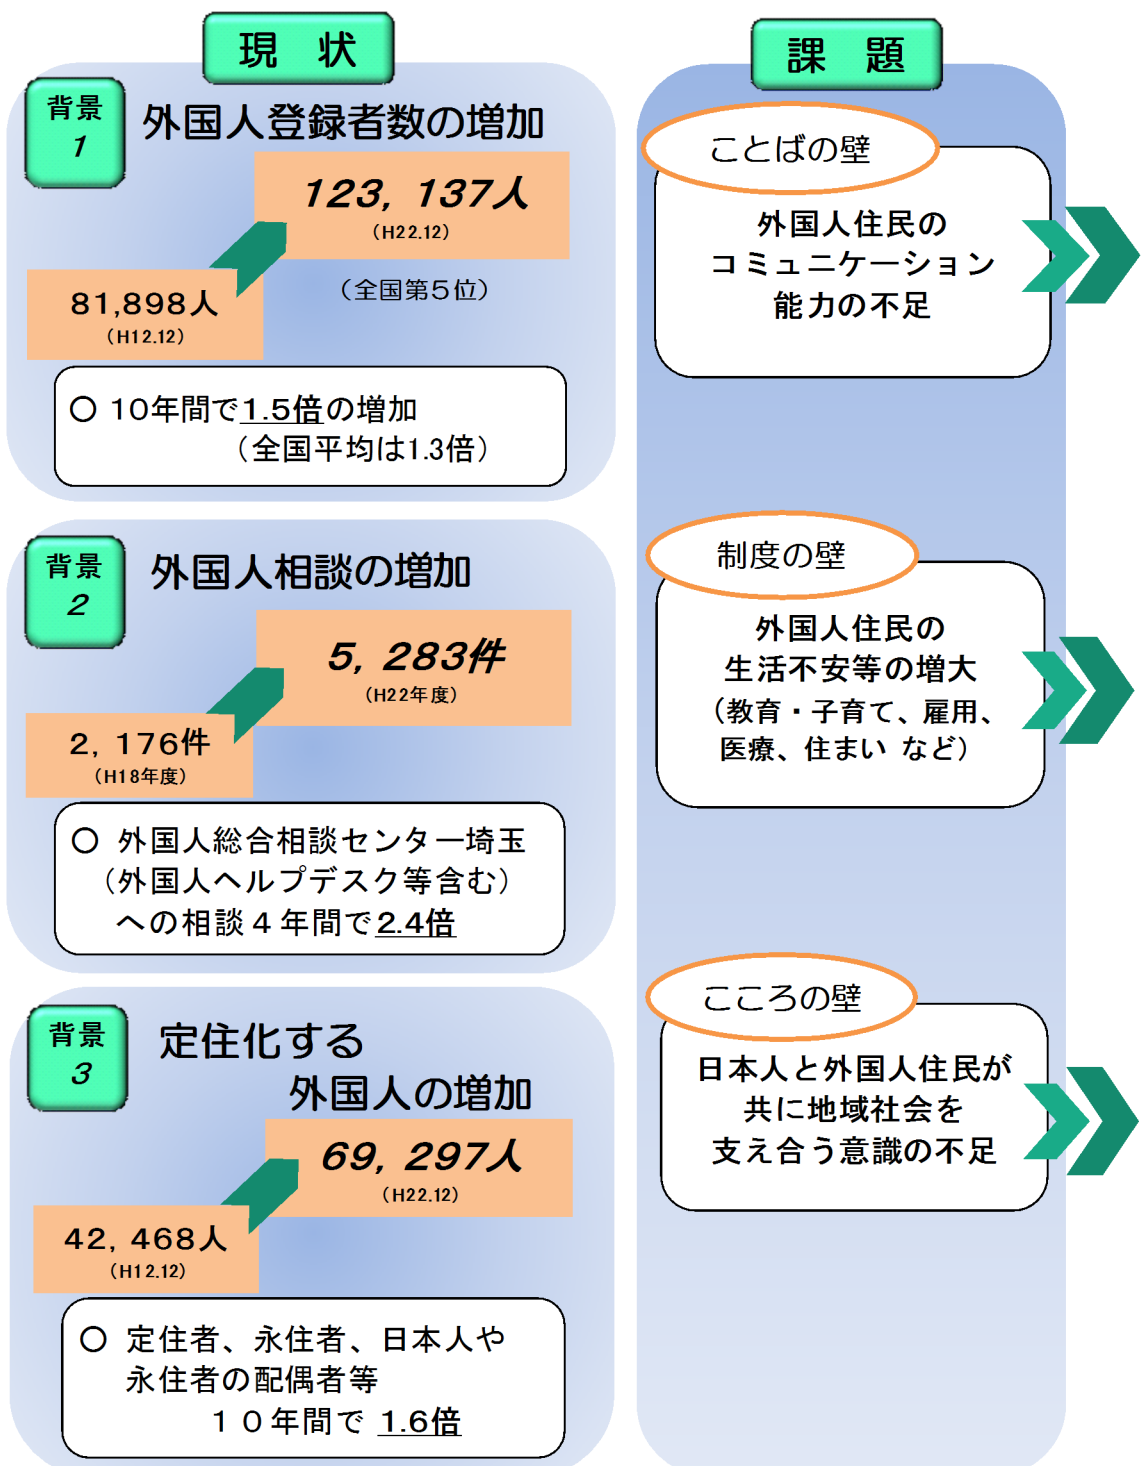 現 状
背景
1
外国人登録者数の増加
123, 137人
(H22.12)
（全国第５位）
81,898人
(H12.12)
○ 10年間で1.5倍の増加
（全国平均は1.3倍）
背景
2
外国人相談の増加
5, 283件
(H22年度)
2, 176件
(H18年度)
○ 外国人総合相談センター埼玉
（外国人ヘルプデスク等含む）
への相談４年間で2.4倍
背景
3
定住化する
外国人の増加
69, 297人
(H22.12)
42, 468人
(H12.12)
○ 定住者、永住者、日本人や
永住者の配偶者等
１０年間で 1.6倍
課 題
ことばの壁
外国人住民の
コミュニケーション
能力の不足
制度の壁
外国人住民の
生活不安等の増大
（教育・子育て、雇用、
医療、住まい など）
こころの壁
日本人と外国人住民が
共に地域社会を
支え合う意識の不足